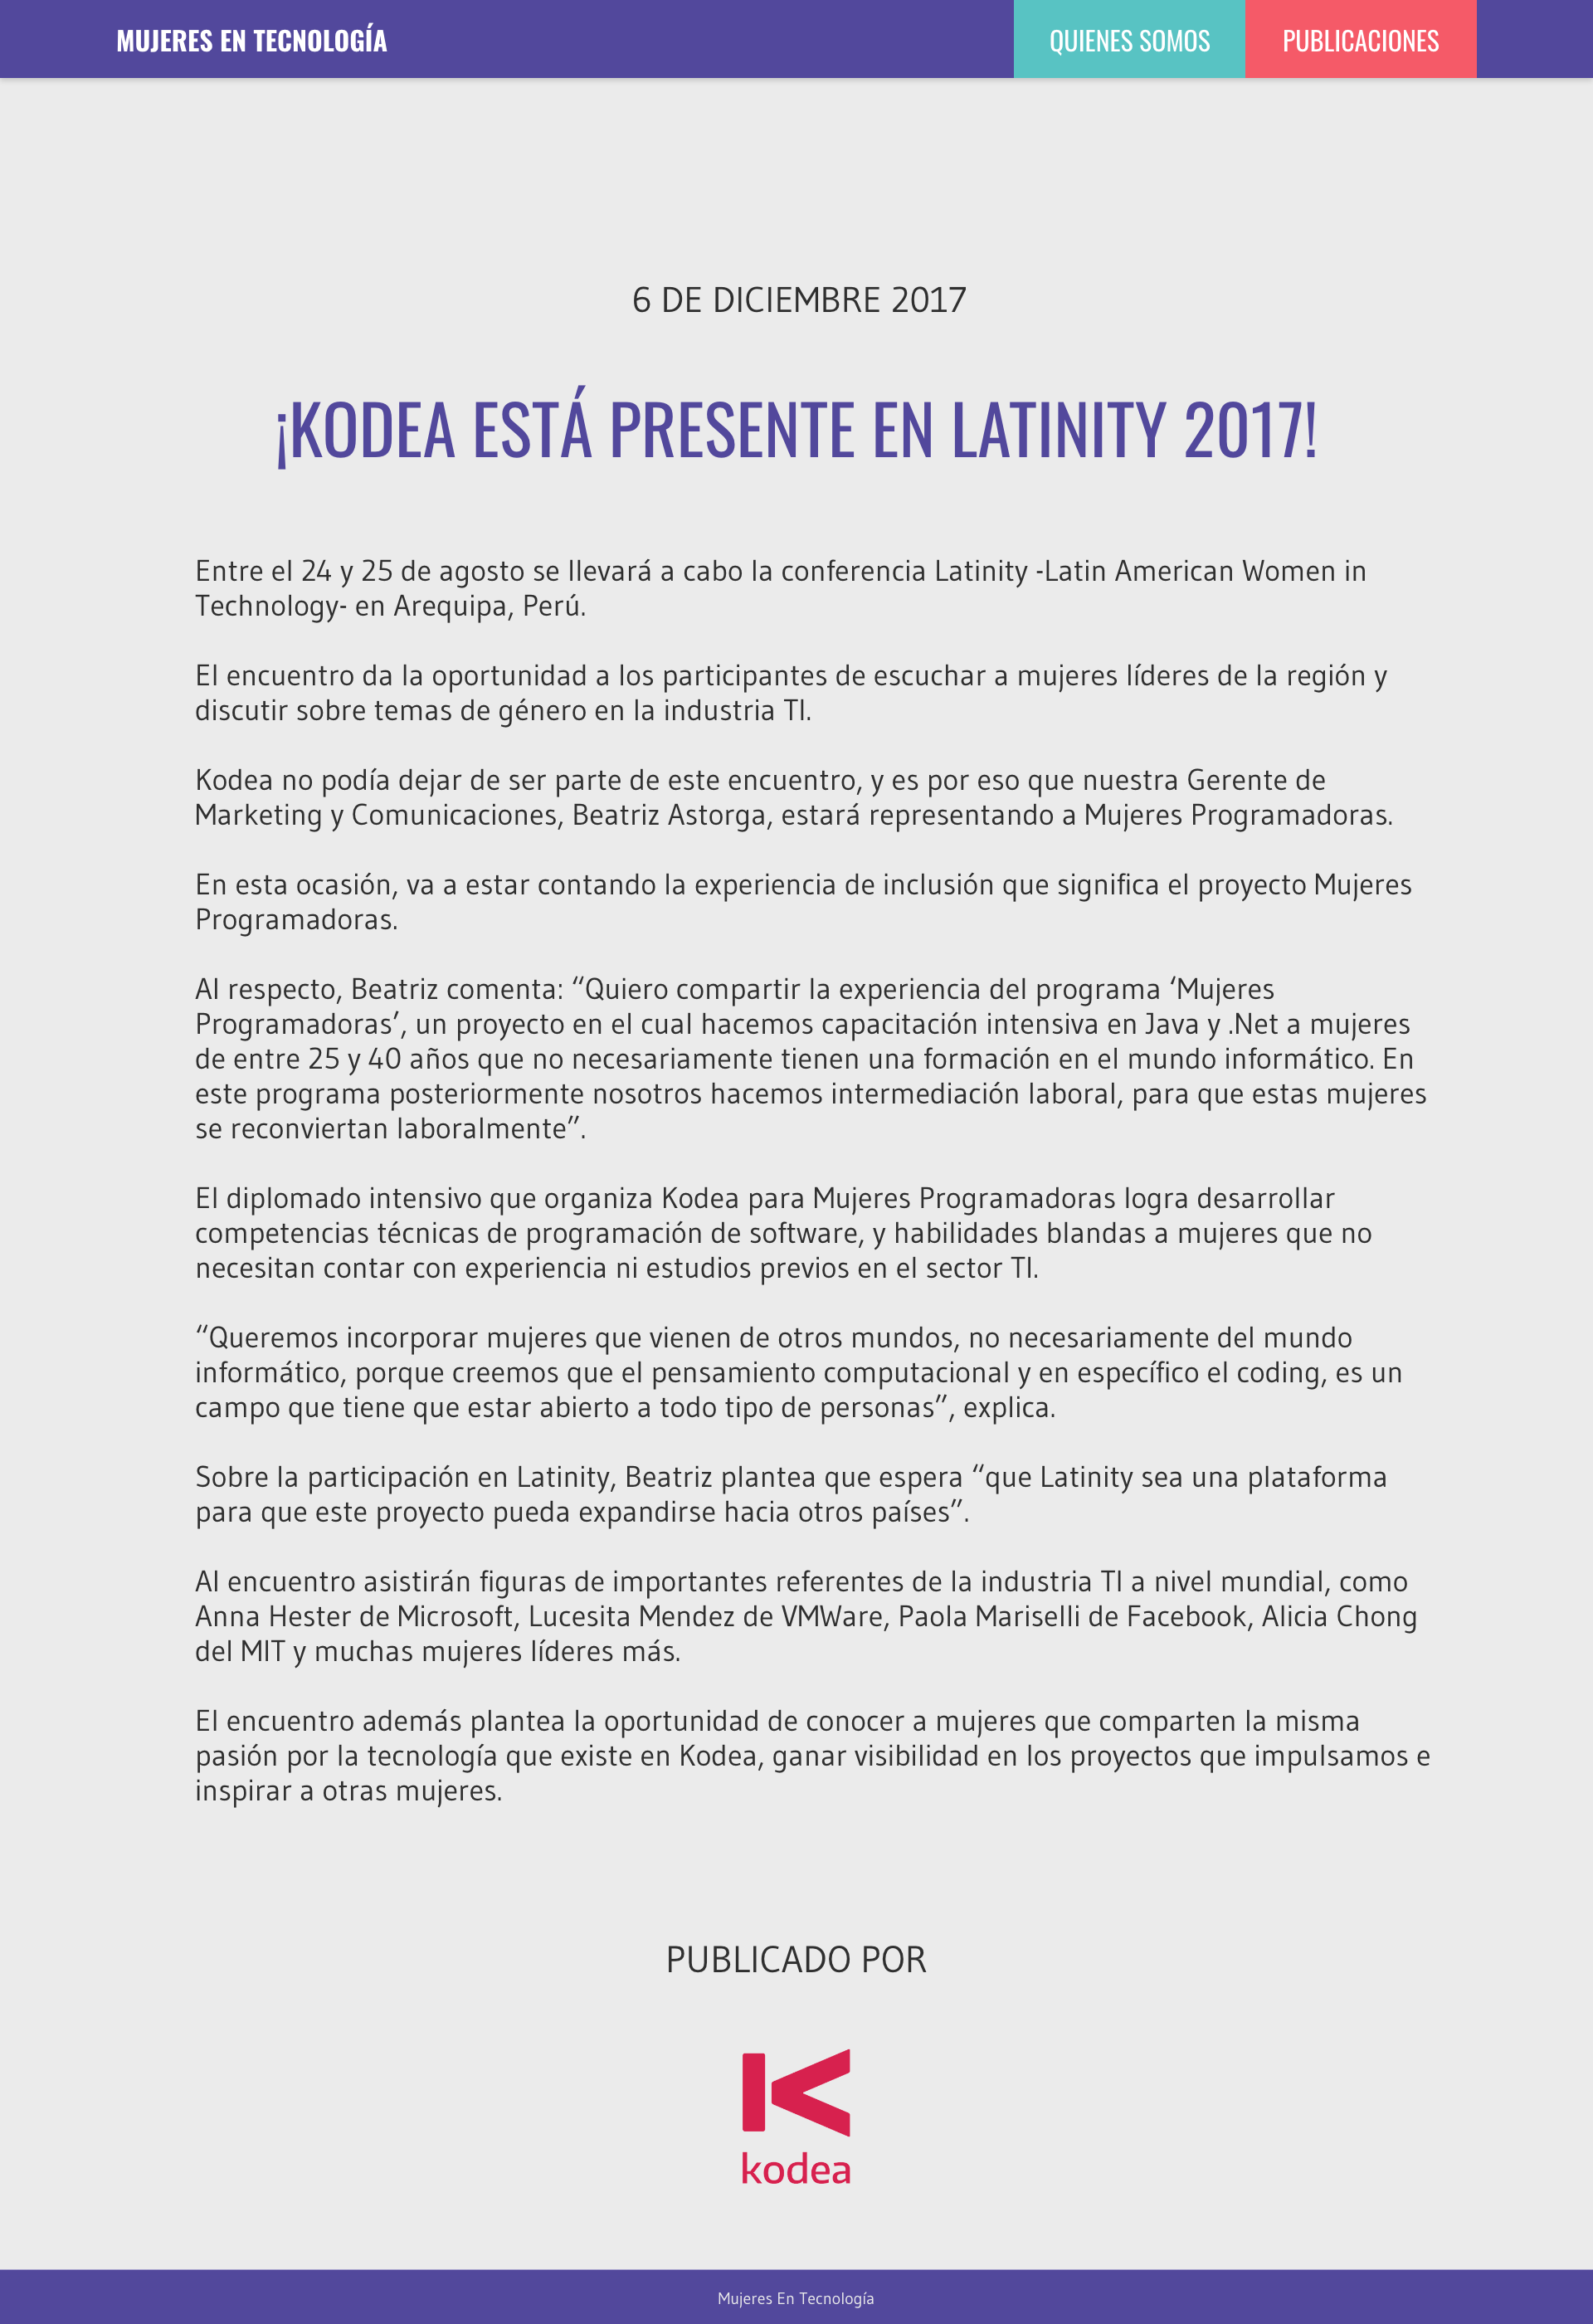 MUJERES EN TECNOLOGÍA
QUIENES SOMOS
PUBLICACIONES
6 DE DICIEMBRE 2017
¡KODEA ESTÁ PRESENTE EN LATINITY 2017!
Entre el 24 y 25 de agosto se llevará a cabo la conferencia Latinity -Latin American Women in
Technology- en Arequipa, Perú.
El encuentro da la oportunidad a los participantes de escuchar a mujeres líderes de la región y
discutir sobre temas de género en la industria TI.
Kodea no podía dejar de ser parte de este encuentro, y es por eso que nuestra Gerente de
Marketing y Comunicaciones, Beatriz Astorga, estará representando a Mujeres Programadoras.
En esta ocasión, va a estar contando la experiencia de inclusión que significa el proyecto Mujeres
Programadoras.
Al respecto, Beatriz comenta: “Quiero compartir la experiencia del programa ‘Mujeres
Programadoras’, un proyecto en el cual hacemos capacitación intensiva en Java y .Net a mujeres
de entre 25 y 40 años que no necesariamente tienen una formación en el mundo informático. En
este programa posteriormente nosotros hacemos intermediación laboral, para que estas mujeres
se reconviertan laboralmente”.
El diplomado intensivo que organiza Kodea para Mujeres Programadoras logra desarrollar
competencias técnicas de programación de software, y habilidades blandas a mujeres que no
necesitan contar con experiencia ni estudios previos en el sector TI.
“Queremos incorporar mujeres que vienen de otros mundos, no necesariamente del mundo
informático, porque creemos que el pensamiento computacional y en específico el coding, es un
campo que tiene que estar abierto a todo tipo de personas”, explica.
Sobre la participación en Latinity, Beatriz plantea que espera “que Latinity sea una plataforma
para que este proyecto pueda expandirse hacia otros países”.
Al encuentro asistirán figuras de importantes referentes de la industria TI a nivel mundial, como
Anna Hester de Microsoft, Lucesita Mendez de VMWare, Paola Mariselli de Facebook, Alicia Chong
del MIT y muchas mujeres líderes más.
El encuentro además plantea la oportunidad de conocer a mujeres que comparten la misma
pasión por la tecnología que existe en Kodea, ganar visibilidad en los proyectos que impulsamos e
inspirar a otras mujeres.
PUBLICADO POR
kodea
Mujeres En Tecnología